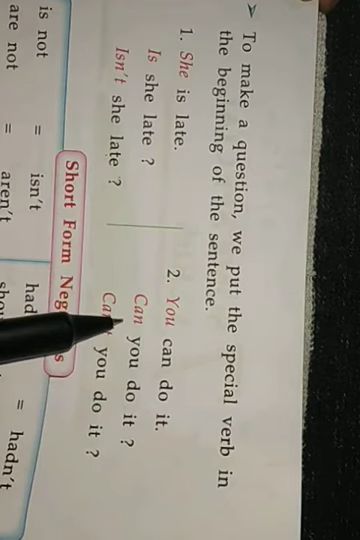 ➤ To make a question, we put the special verb in
the beginning of the sentence.
1. She is late.
Is she late ?
Isn't she late ?
2. You can do it.
Can you do it ?
you do it ?
Short Form
is not = isn't
are not = aren't
= hadn't